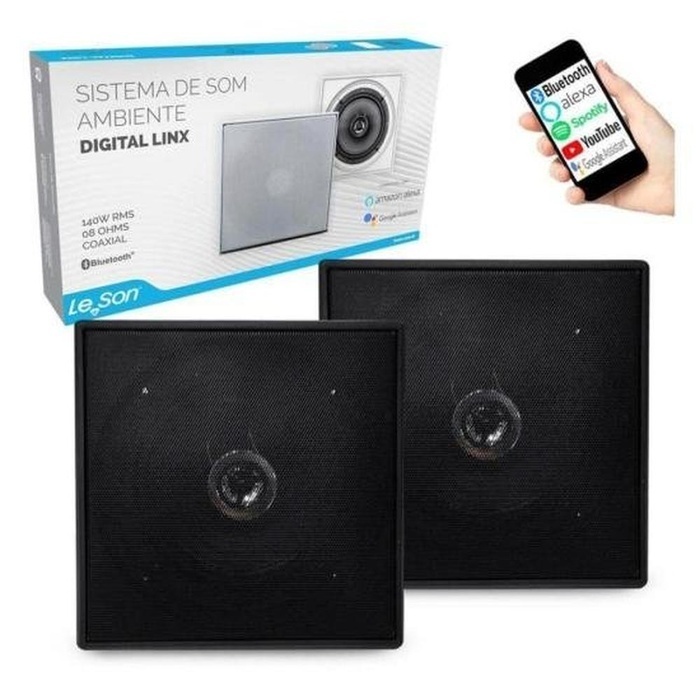 SISTEMA DE SOM
AMBIENTE
DIGITAL LINX
140W RMS
08 OHMS
COAXIAL
Bluetooth
amazon alexa
Google Assistant
Le Son
Bluetooth
alexa
Spotify
YouTube
Google Assistant